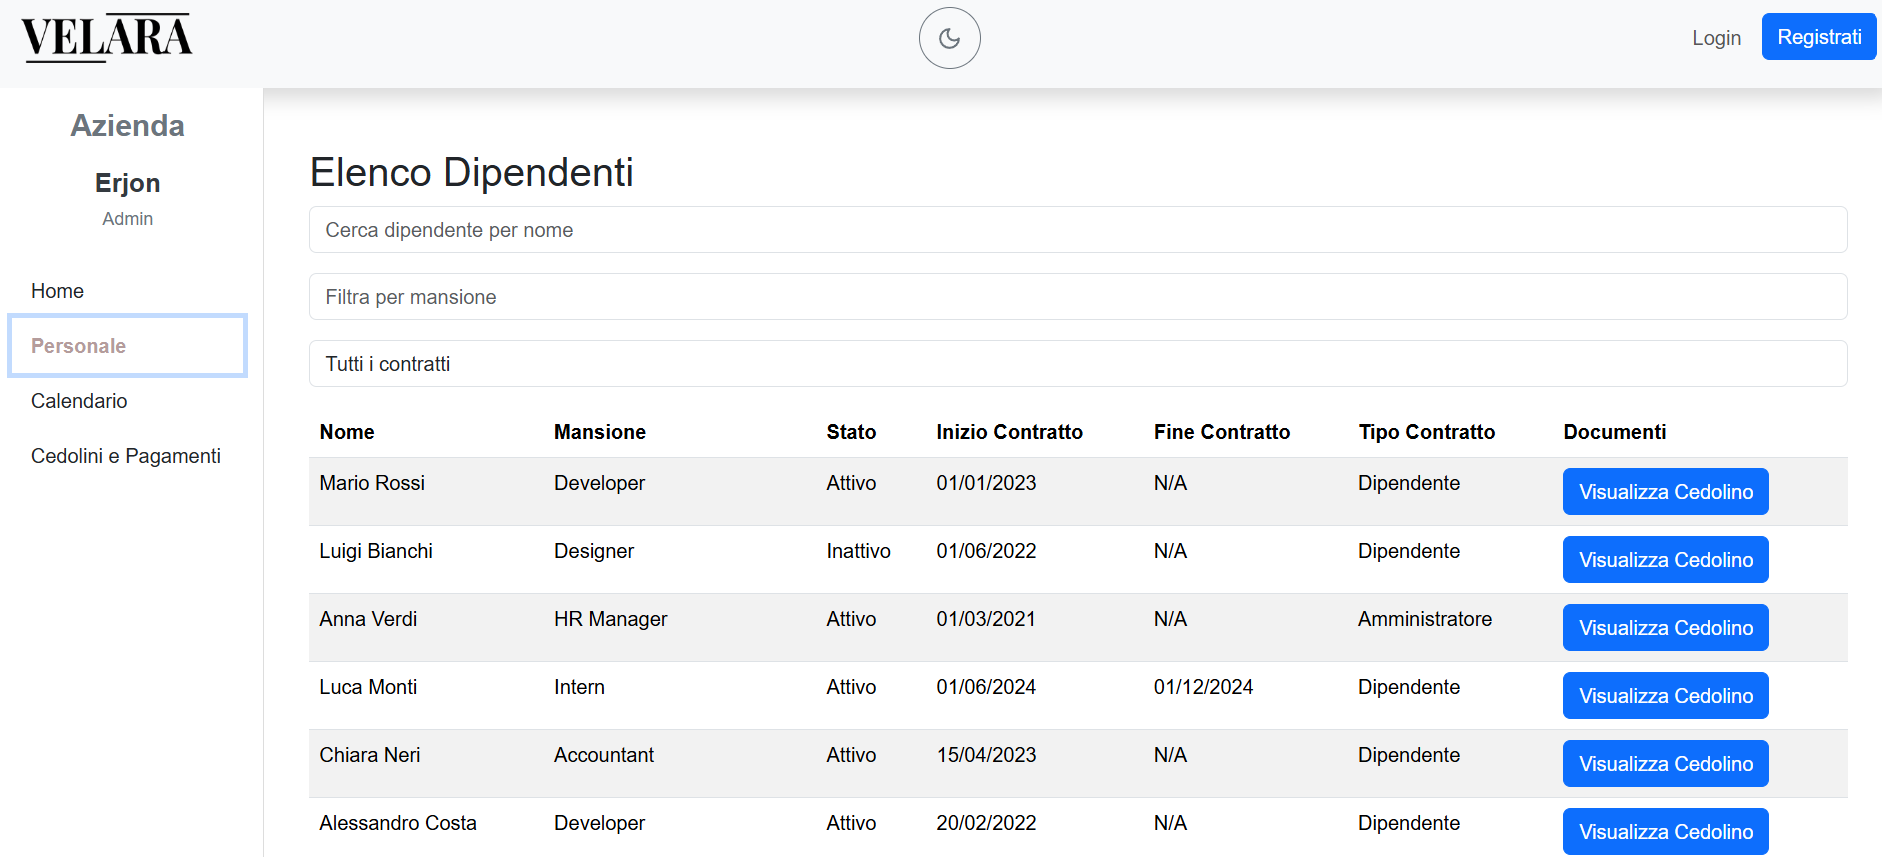 VELARA
Login
Registrati
Azienda
Erjon
Admin
Home
Personale
Calendario
Cedolini e Pagamenti
Elenco Dipendenti
Cerca dipendente per nome
Filtra per mansione
Tutti i contratti
Nome Mansione Stato Inizio Contratto Fine Contratto Tipo Contratto Documenti
Mario Rossi Developer Attivo 01/01/2023 N/A Dipendente Visualizza Cedolino
Luigi Bianchi Designer Inattivo 01/06/2022 N/A Dipendente Visualizza Cedolino
Anna Verdi HR Manager Attivo 01/03/2021 N/A Amministratore Visualizza Cedolino
Luca Monti Intern Attivo 01/06/2024 01/12/2024 Dipendente Visualizza Cedolino
Chiara Neri Accountant Attivo 15/04/2023 N/A Dipendente Visualizza Cedolino
Alessandro Costa Developer Attivo 20/02/2022 N/A Dipendente Visualizza Cedolino